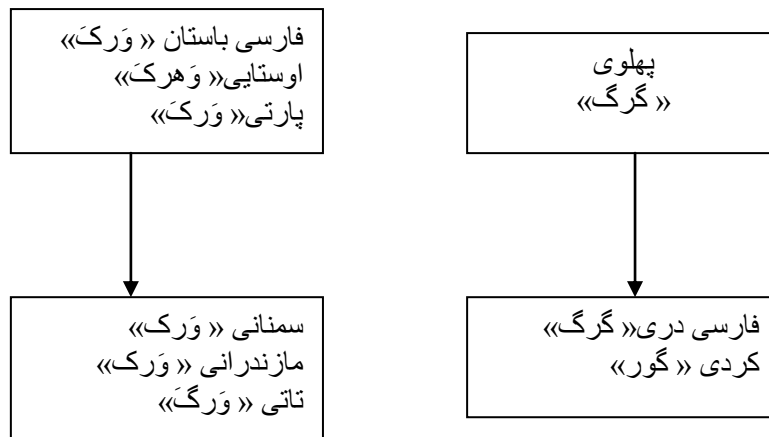 فارسی باستان « وَرکَ»
اوستایی« وَهرکَ»
پارتی« وَرکَ»
پهلوی
« گرگ»
سمنانی « وَرک»
مازندرانی « وَرک»
تاتی « وَرگَ»
فارسی دری« گرگ»
کردی « گور»